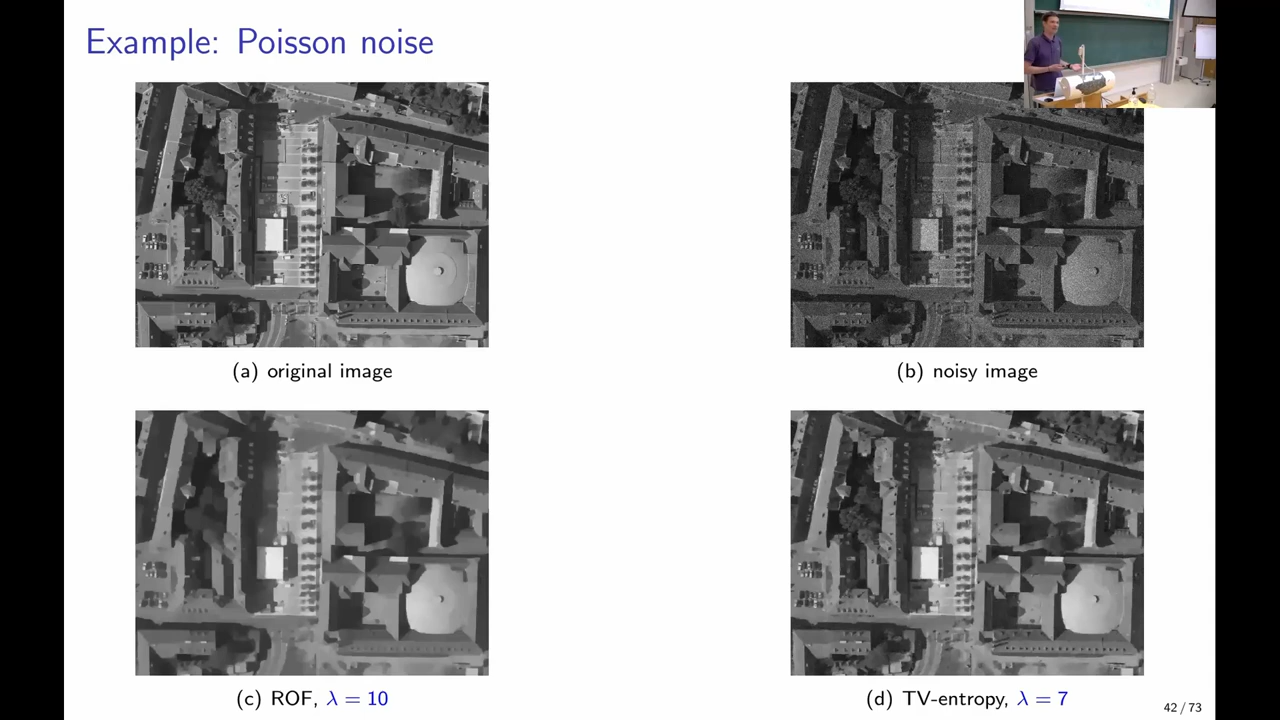 Example: Poisson noise
(a) original image
(b) noisy image
(c) ROF, λ = 10
(d) TV-entropy, λ = 7
42 / 73